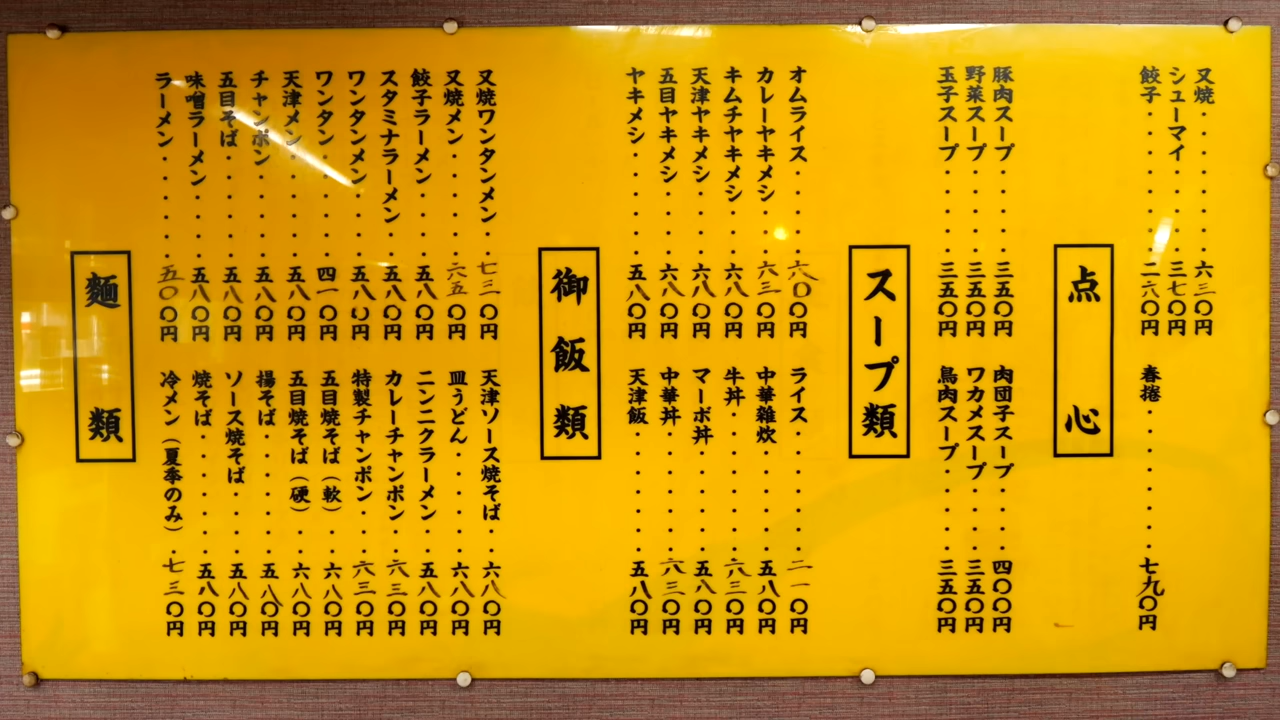 点心
叉焼・・・・・・・・六三〇円
シューマイ・・・・・三七〇円
餃子・・・・・・・・二六〇円
春捲・・・・・・・・七九〇円
スープ類
豚肉スープ・・・・・三五〇円
野菜スープ・・・・・三五〇円
玉子スープ・・・・・三五〇円
肉団子スープ・・・・四〇〇円
ワカメスープ・・・・三五〇円
鳥肉スープ・・・・・三五〇円
御飯類
オムライス・・・・六八〇円
カレーヤキメシ・・六三〇円
キムチヤキメシ・・六八〇円
天津ヤキメシ・・・六八〇円
五目ヤキメシ・・・六八〇円
ヤキメシ・・・・・五八〇円
ライス・・・・・・二一〇円
中華雑炊・・・・・五八〇円
牛丼・・・・・・・六三〇円
マーボ丼・・・・・五八〇円
中華丼・・・・・・六三〇円
天津飯・・・・・・五八〇円
麺類
叉焼ワンタンメン・・七三〇円
叉焼メン・・・・・六五〇円
餃子ラーメン・・・五八〇円
スタミナラーメン・・五八〇円
ワンタンメン・・・五八〇円
ワンタン・・・・・四一〇円
天津メン・・・・・五八〇円
チャンポン・・・・五八〇円
五目そば・・・・・五八〇円
味噌ラーメン・・・五八〇円
ラーメン・・・・・五〇〇円
天津ソース焼そば・・六八〇円
皿うどん・・・・・六八〇円
ニンニクラーメン・・五八〇円
カレーチャンポン・・六三〇円
特製チャンポン・・・六三〇円
五目焼そば(軟)・・六八〇円
五目焼そば(硬)・・六八〇円
揚そば・・・・・・五八〇円
ソース焼そば・・・五八〇円
焼そば・・・・・・五八〇円
冷メン(夏季のみ)・七三〇円